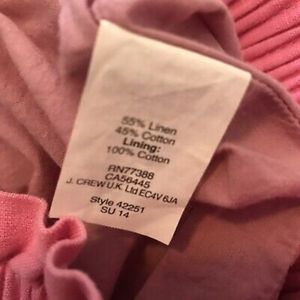 55% Linen
45% Cotton
Lining:
100% Cotton
RN77388
CA56445
J. CREW U.K. Ltd EC4V 6JA
Style 42251
SU 14